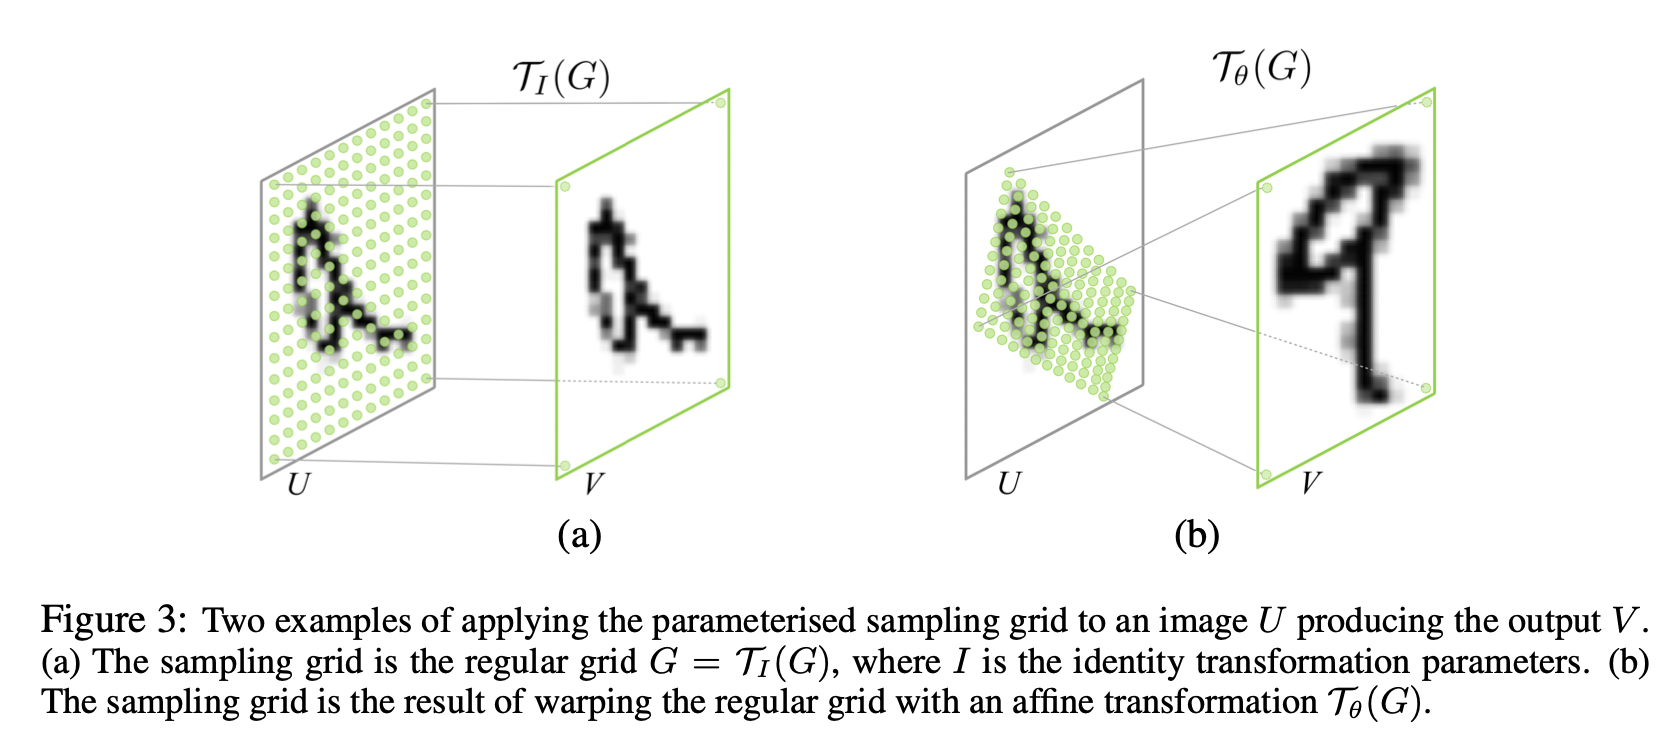 𝒯_I(G)
𝒯_θ(G)
U
V
U
V
(a)
(b)
Figure 3: Two examples of applying the parameterised sampling grid to an image U producing the output V.
(a) The sampling grid is the regular grid G = 𝒯_I(G), where I is the identity transformation parameters. (b)
The sampling grid is the result of warping the regular grid with an affine transformation 𝒯_θ(G).